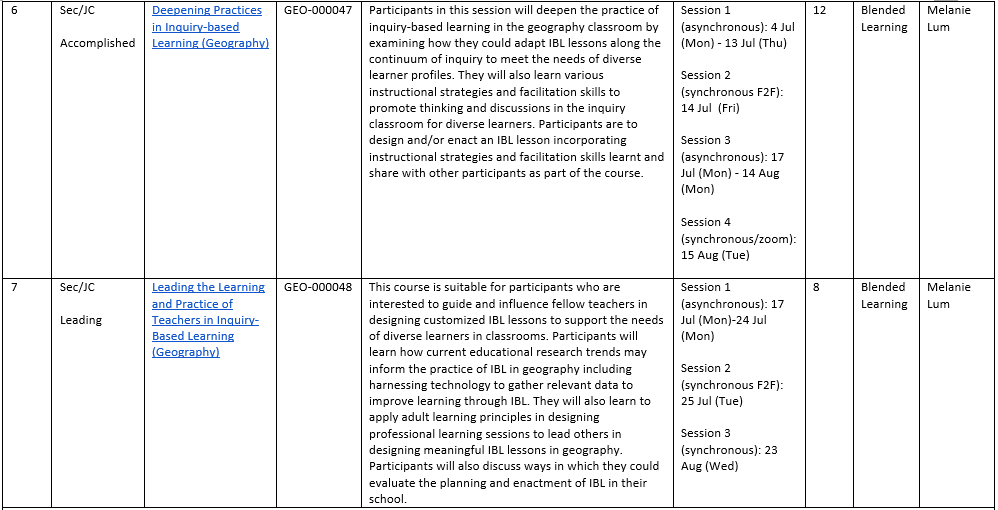 6
Sec/JC
Accomplished
Deepening Practices
in Inquiry-based
Learning (Geography)
GEO-000047
Participants in this session will deepen the practice of
inquiry-based learning in the geography classroom by
examining how they could adapt IBL lessons along the
continuum of inquiry to meet the needs of diverse
learner profiles. They will also learn various
instructional strategies and facilitation skills to
promote thinking and discussions in the inquiry
classroom for diverse learners. Participants are to
design and/or enact an IBL lesson incorporating
instructional strategies and facilitation skills learnt and
share with other participants as part of the course.
Session 1
(asynchronous): 4 Jul
(Mon) - 13 Jul (Thu)
Session 2
(synchronous F2F):
14 Jul (Fri)
Session 3
(asynchronous): 17
Jul (Mon) - 14 Aug
(Mon)
Session 4
(synchronous/zoom):
15 Aug (Tue)
12
Blended
Learning
Melanie
Lum
7
Sec/JC
Leading
Leading the Learning
and Practice of
Teachers in Inquiry-
Based Learning
(Geography)
GEO-000048
This course is suitable for participants who are
interested to guide and influence fellow teachers in
designing customized IBL lessons to support the needs
of diverse learners in classrooms. Participants will
learn how current educational research trends may
inform the practice of IBL in geography including
harnessing technology to gather relevant data to
improve learning through IBL. They will also learn to
apply adult learning principles in designing
professional learning sessions to lead others in
designing meaningful IBL lessons in geography.
Participants will also discuss ways in which they could
evaluate the planning and enactment of IBL in their
school.
Session 1
(asynchronous): 17
Jul (Mon)-24 Jul
(Mon)
Session 2
(synchronous F2F):
25 Jul (Tue)
Session 3
(synchronous): 23
Aug (Wed)
8
Blended
Learning
Melanie
Lum